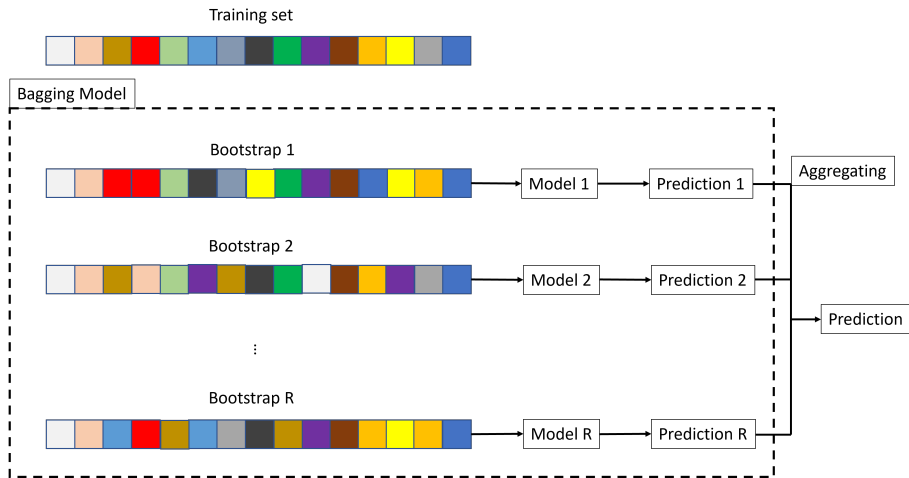 Training set
Bagging Model
Bootstrap 1
Model 1
Prediction 1
Aggregating
Bootstrap 2
Model 2
Prediction 2
Prediction
...
Bootstrap R
Model R
Prediction R